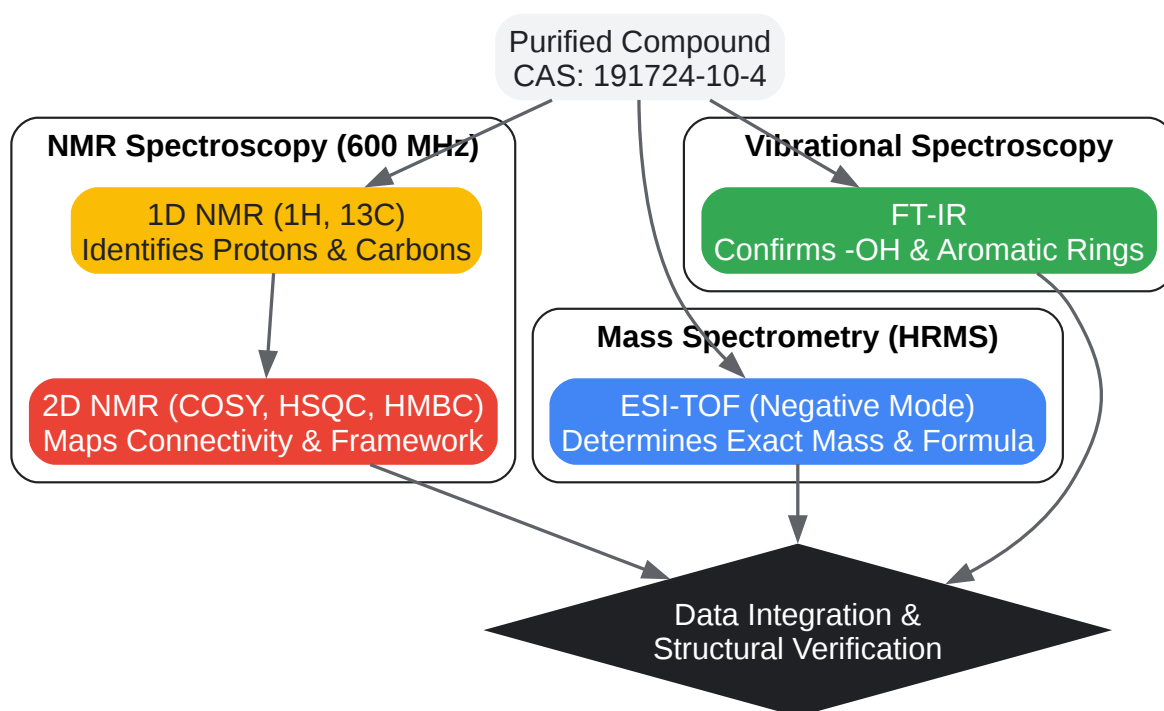 Purified Compound
CAS: 191724-10-4
NMR Spectroscopy (600 MHz)
1D NMR (1H, 13C)
Identifies Protons & Carbons
2D NMR (COSY, HSQC, HMBC)
Maps Connectivity & Framework
Vibrational Spectroscopy
FT-IR
Confirms -OH & Aromatic Rings
Mass Spectrometry (HRMS)
ESI-TOF (Negative Mode)
Determines Exact Mass & Formula
Data Integration &
Structural Verification